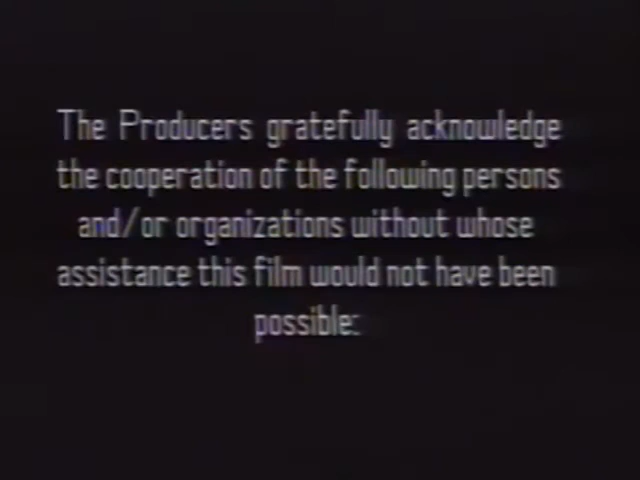 The Producers gratefully acknowledge
the cooperation of the following persons
and/or organizations without whose
assistance this film would not have been
possible: